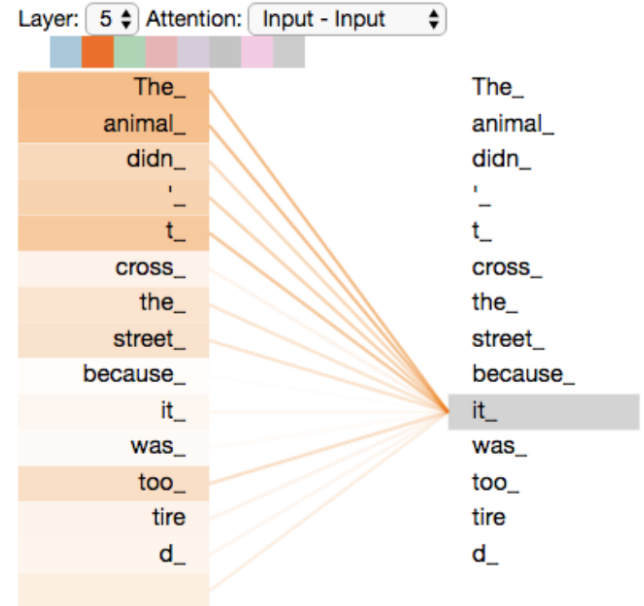 Layer: 5 Attention: Input - Input
The_ The_
animal_ animal_
didn_ didn_
'_ '_
t_ t_
cross_ cross_
the_ the_
street_ street_
because_ because_
it_ it_
was_ was_
too_ too_
tire tire
d_ d_